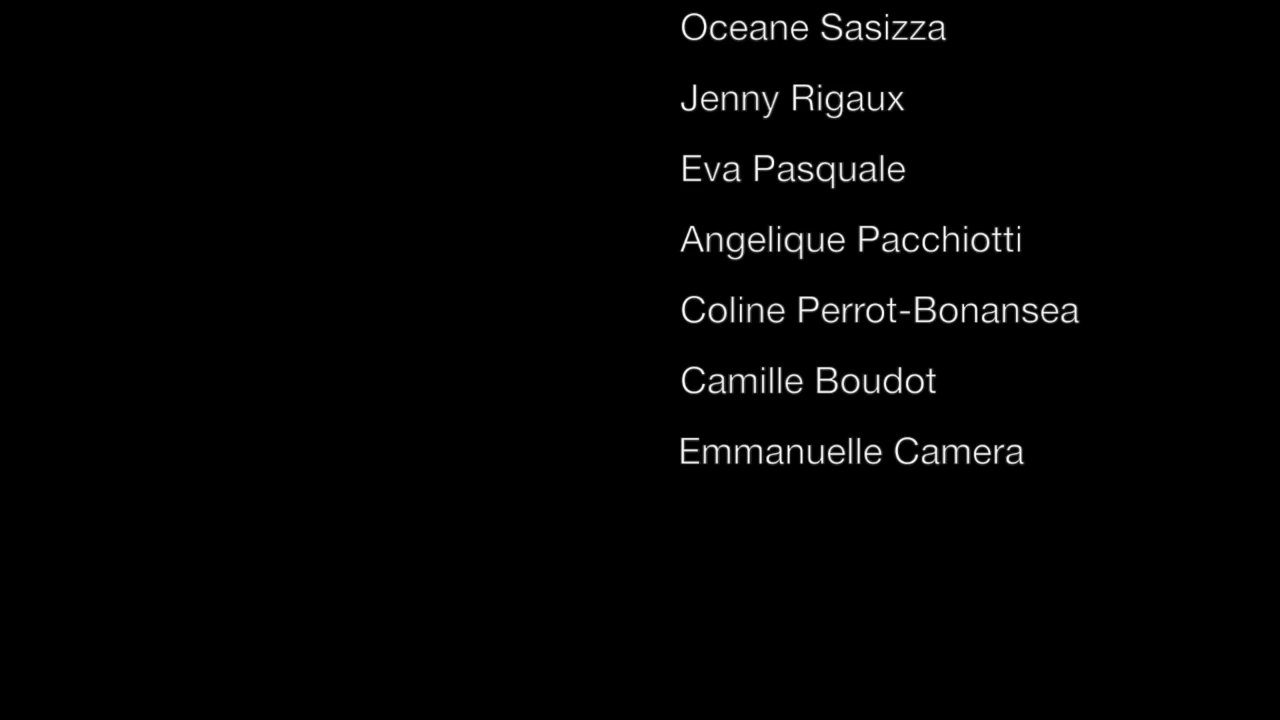 Oceane Sasizza
Jenny Rigaux
Eva Pasquale
Angelique Pacchiotti
Coline Perrot-Bonansea
Camille Boudot
Emmanuelle Camera